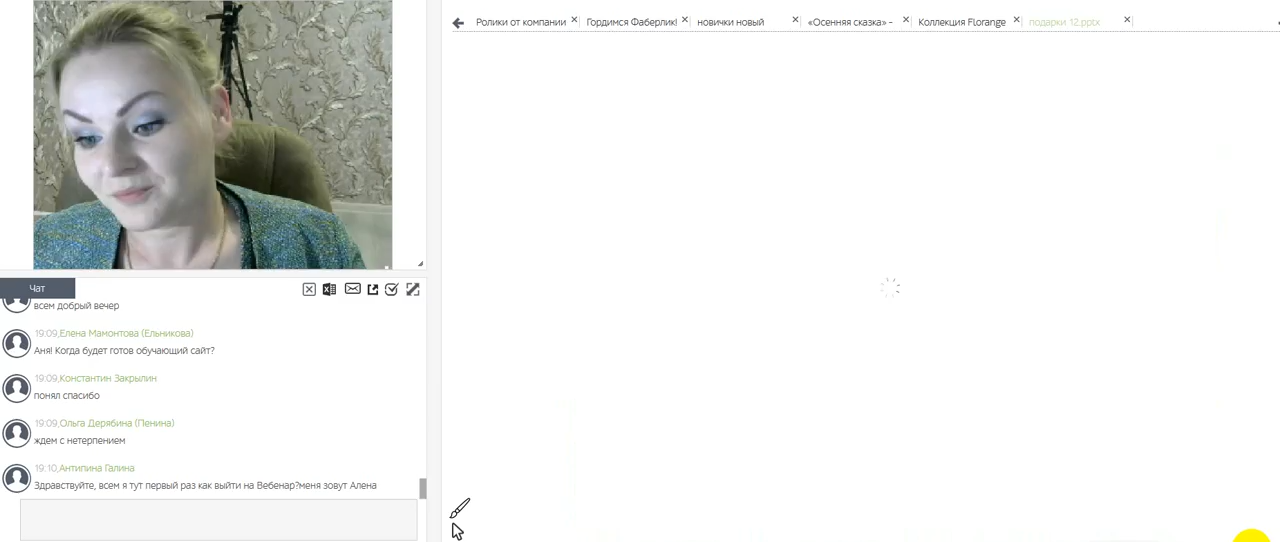 Ролики от компании
Гордимся Фаберлик!
новички новый
«Осенняя сказка» -
Коллекция Florange
подарки 12.pptx
Чат
всем добрый вечер
19:09,Елена Мамонтова (Ельникова)
Аня! Когда будет готов обучающий сайт?
19:09,Константин Закрылин
понял спасибо
19:09,Ольга Дерябина (Пенина)
ждем с нетерпением
19:10,Антипина Галина
Здравствуйте, всем я тут первый раз как выйти на Вебенар?меня зовут Алена